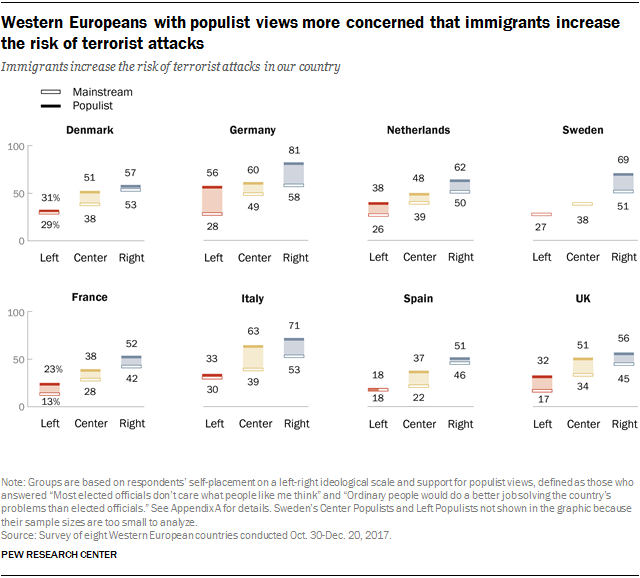 Western Europeans with populist views more concerned that immigrants increase
the risk of terrorist attacks
Immigrants increase the risk of terrorist attacks in our country
Mainstream
Populist
Denmark Germany Netherlands Sweden
100
50
0
31% 51 57
29% 38 53
56 60 81
28 49 58
38 48 62
26 39 50
69
27 38 51
Left Center Right Left Center Right Left Center Right Left Center Right
France Italy Spain UK
100
50
0
23% 38 52
13% 28 42
33 63 71
30 39 53
18 37 51
18 22 46
32 51 56
17 34 45
Left Center Right Left Center Right Left Center Right Left Center Right
Note: Groups are based on respondents' self-placement on a left-right ideological scale and support for populist views, defined as those who
answered “Most elected officials don't care what people like me think” and “Ordinary people would do a better job solving the country's
problems than elected officials.” See Appendix A for details. Sweden's Center Populists and Left Populists not shown in the graphic because
their sample sizes are too small to analyze.
Source: Survey of eight Western European countries conducted Oct. 30-Dec. 20, 2017.
PEW RESEARCH CENTER